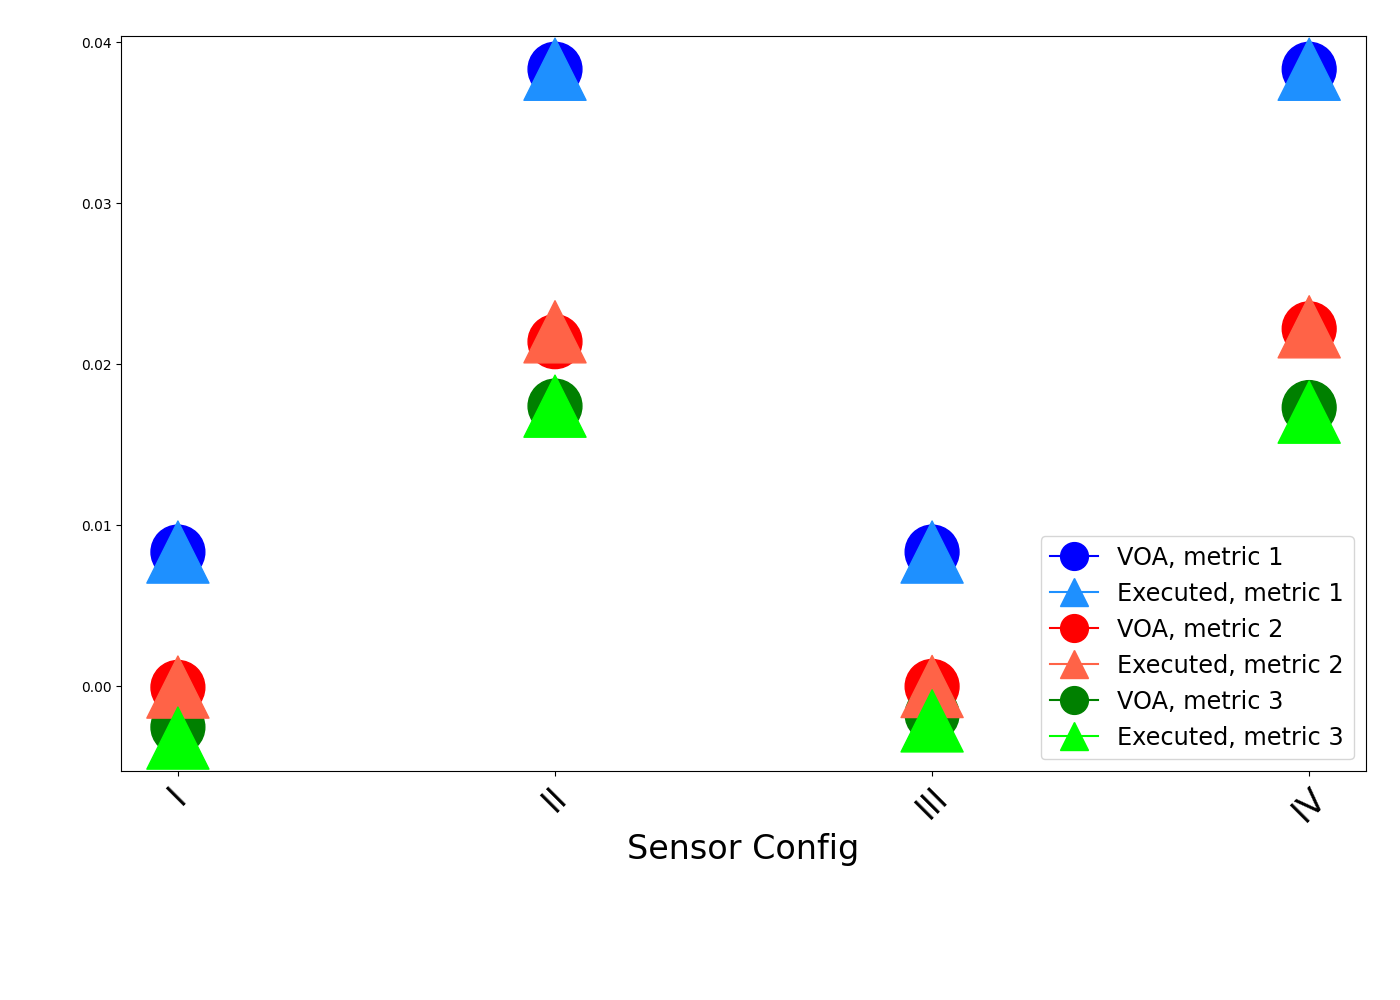 0.04
0.03
0.02
0.01
0.00
VOA, metric 1
Executed, metric 1
VOA, metric 2
Executed, metric 2
VOA, metric 3
Executed, metric 3
I
II
III
IV
Sensor Config